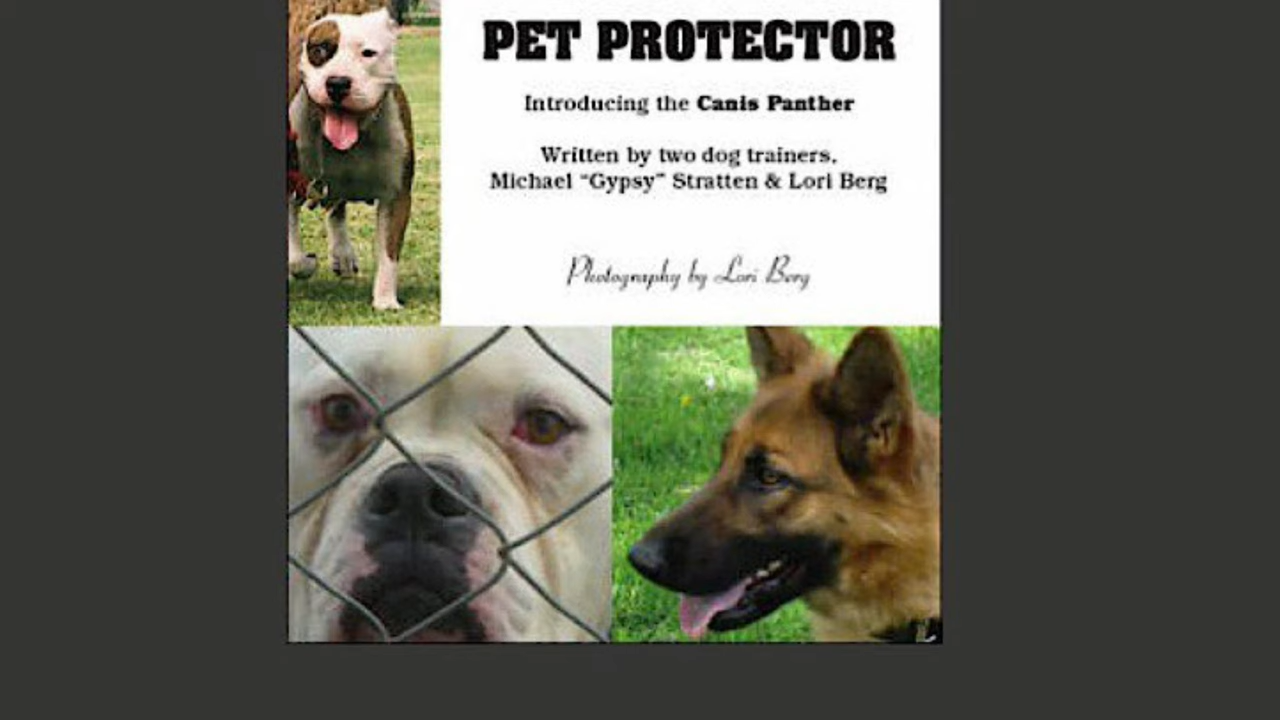 PET PROTECTOR
Introducing the Canis Panther
Written by two dog trainers,
Michael "Gypsy" Stratten & Lori Berg
Photography by Lori Berg